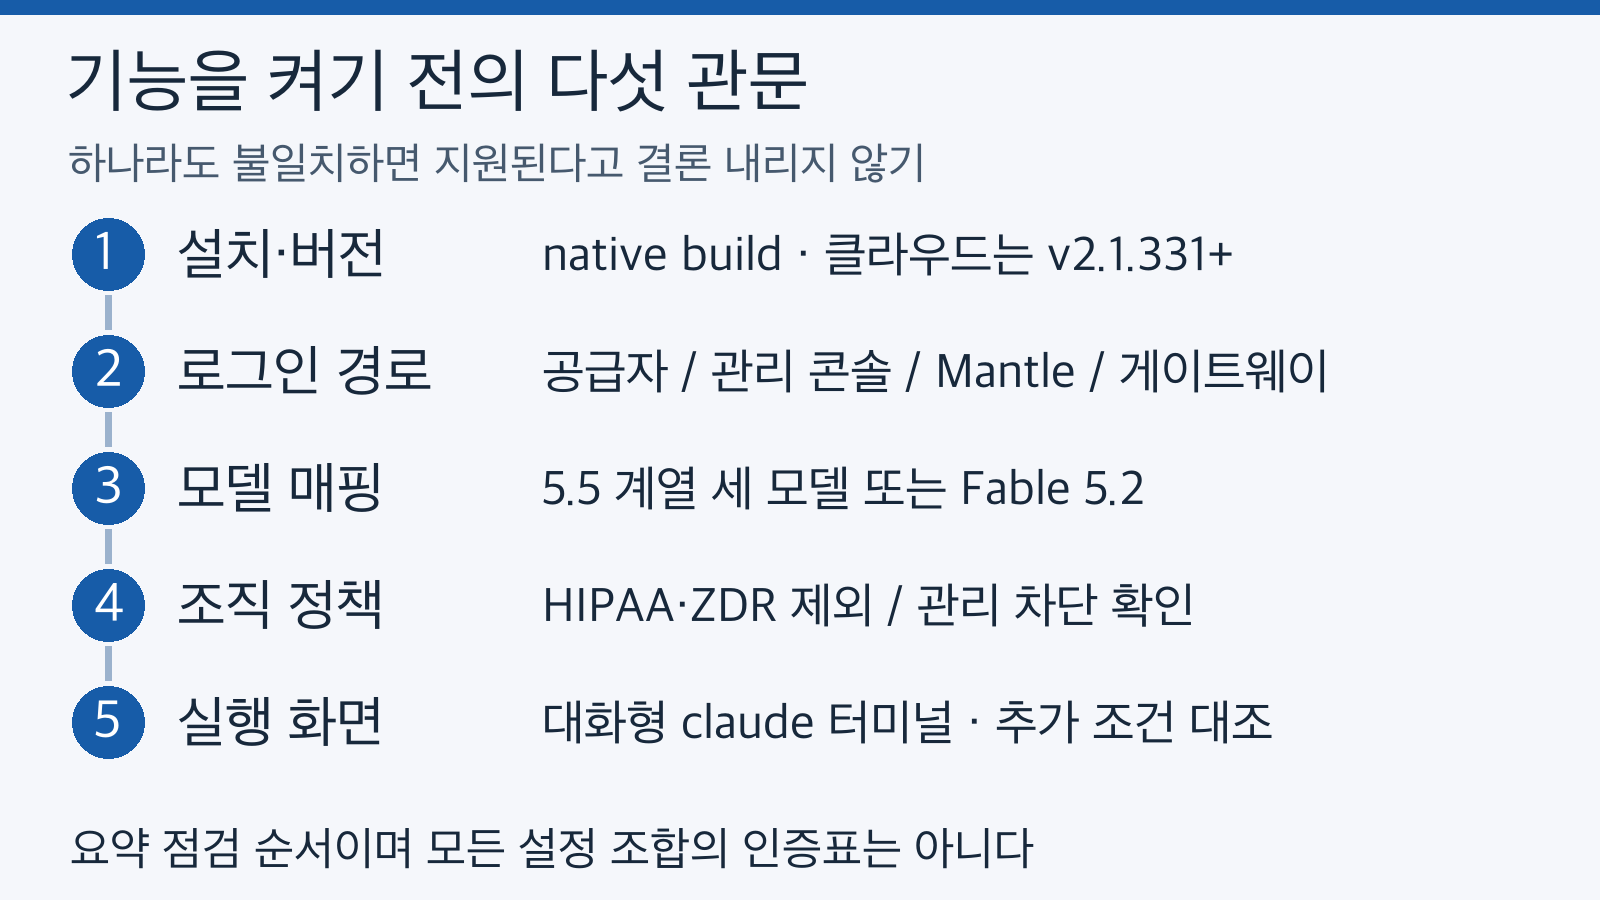 기능을 켜기 전의 다섯 관문
하나라도 불일치하면 지원된다고 결론 내리지 않기
1 설치·버전 native build · 클라우드는 v2.1.331+
2 로그인 경로 공급자 / 관리 콘솔 / Mantle / 게이트웨이
3 모델 매핑 5.5 계열 세 모델 또는 Fable 5.2
4 조직 정책 HIPAA·ZDR 제외 / 관리 차단 확인
5 실행 화면 대화형 claude 터미널 · 추가 조건 대조
요약 점검 순서이며 모든 설정 조합의 인증표는 아니다